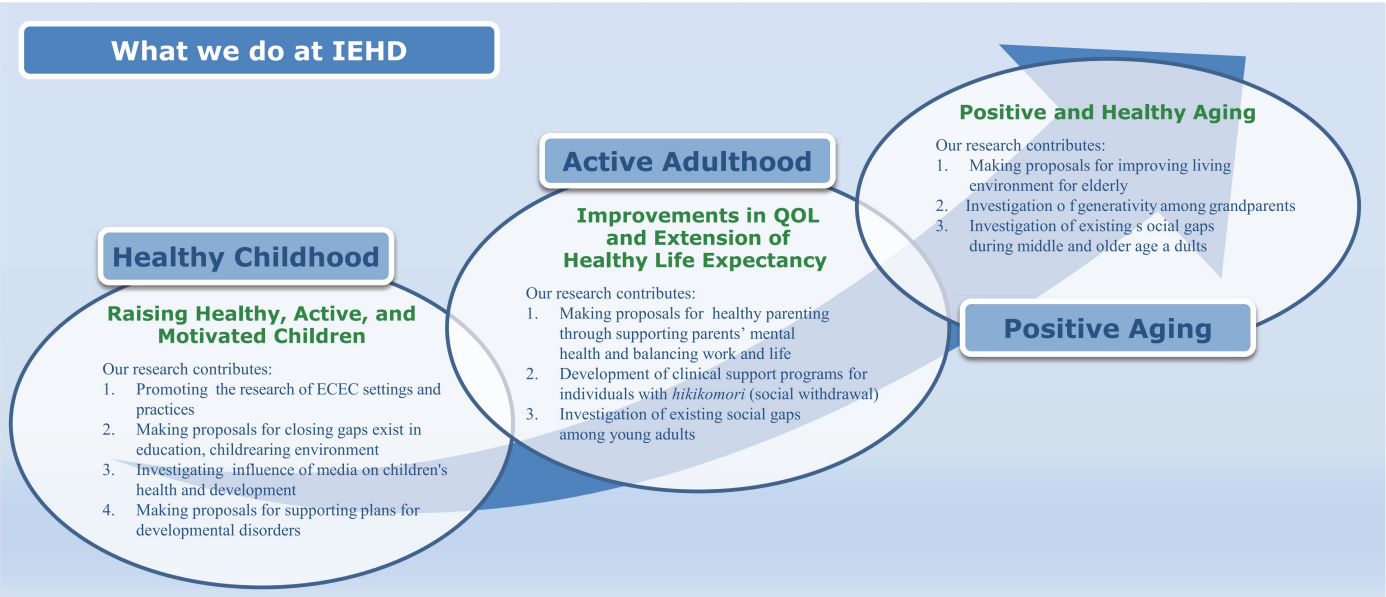 What we do at IEHD
Healthy Childhood
Raising Healthy, Active, and
Motivated Children
Our research contributes:
1. Promoting the research of ECEC settings and
practices
2. Making proposals for closing gaps exist in
education, childrearing environment
3. Investigating influence of media on children's
health and development
4. Making proposals for supporting plans for
developmental disorders
Active Adulthood
Improvements in QOL
and Extension of
Healthy Life Expectancy
Our research contributes:
1. Making proposals for healthy parenting
through supporting parents’ mental
health and balancing work and life
2. Development of clinical support programs for
individuals with hikikomori (social withdrawal)
3. Investigation of existing social gaps
among young adults
Positive and Healthy Aging
Our research contributes:
1. Making proposals for improving living
environment for elderly
2. Investigation o f generativity among grandparents
3. Investigation of existing s ocial gaps
during middle and older age a dults
Positive Aging